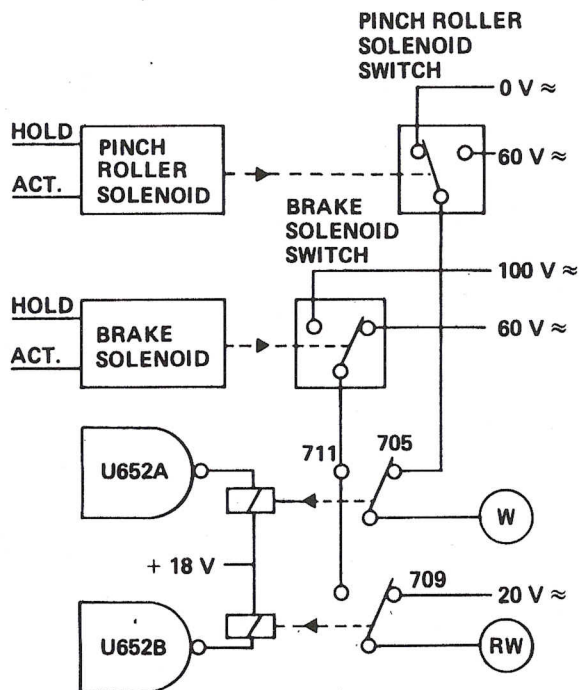 PINCH ROLLER
SOLENOID
SWITCH
0 V ≈
HOLD
PINCH
ROLLER
SOLENOID
60 V ≈
ACT.
BRAKE
SOLENOID
SWITCH
100 V ≈
HOLD
BRAKE
SOLENOID
60 V ≈
ACT.
711
705
U652A
W
+ 18 V
709
20 V ≈
U652B
RW